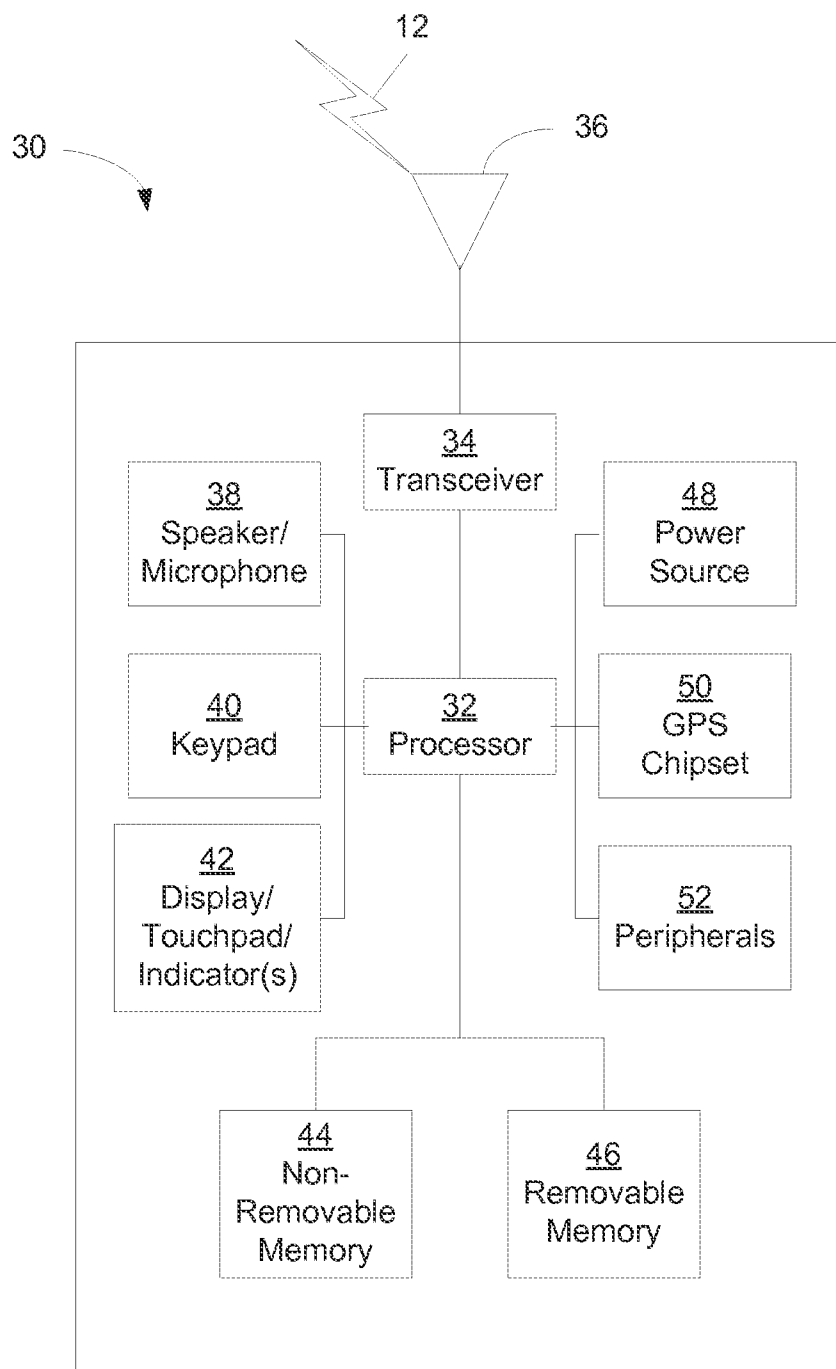 12
36
30
34
Transceiver
38
Speaker/
Microphone
48
Power
Source
40
Keypad
32
Processor
50
GPS
Chipset
42
Display/
Touchpad/
Indicator(s)
52
Peripherals
44
Non-
Removable
Memory
46
Removable
Memory